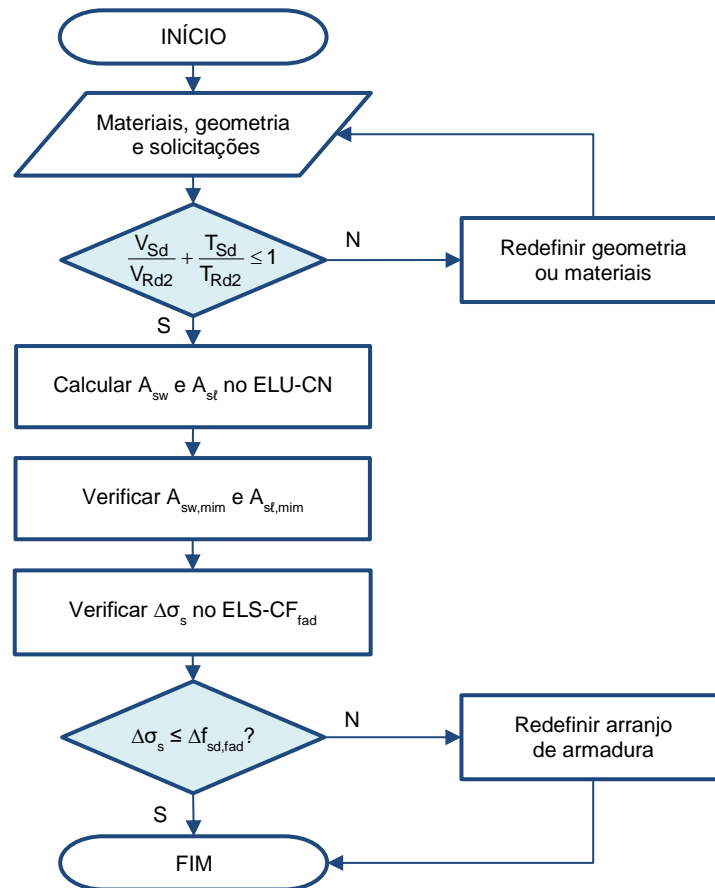 INÍCIO
Materiais, geometria
e solicitações
V_Sd/V_Rd2 + T_Sd/T_Rd2 ≤ 1
N
Redefinir geometria
ou materiais
S
Calcular A_sw e A_sℓ no ELU-CN
Verificar A_sw,mim e A_sℓ,mim
Verificar Δσ_s no ELS-CF_fad
Δσ_s ≤ Δf_sd,fad?
N
Redefinir arranjo
de armadura
S
FIM